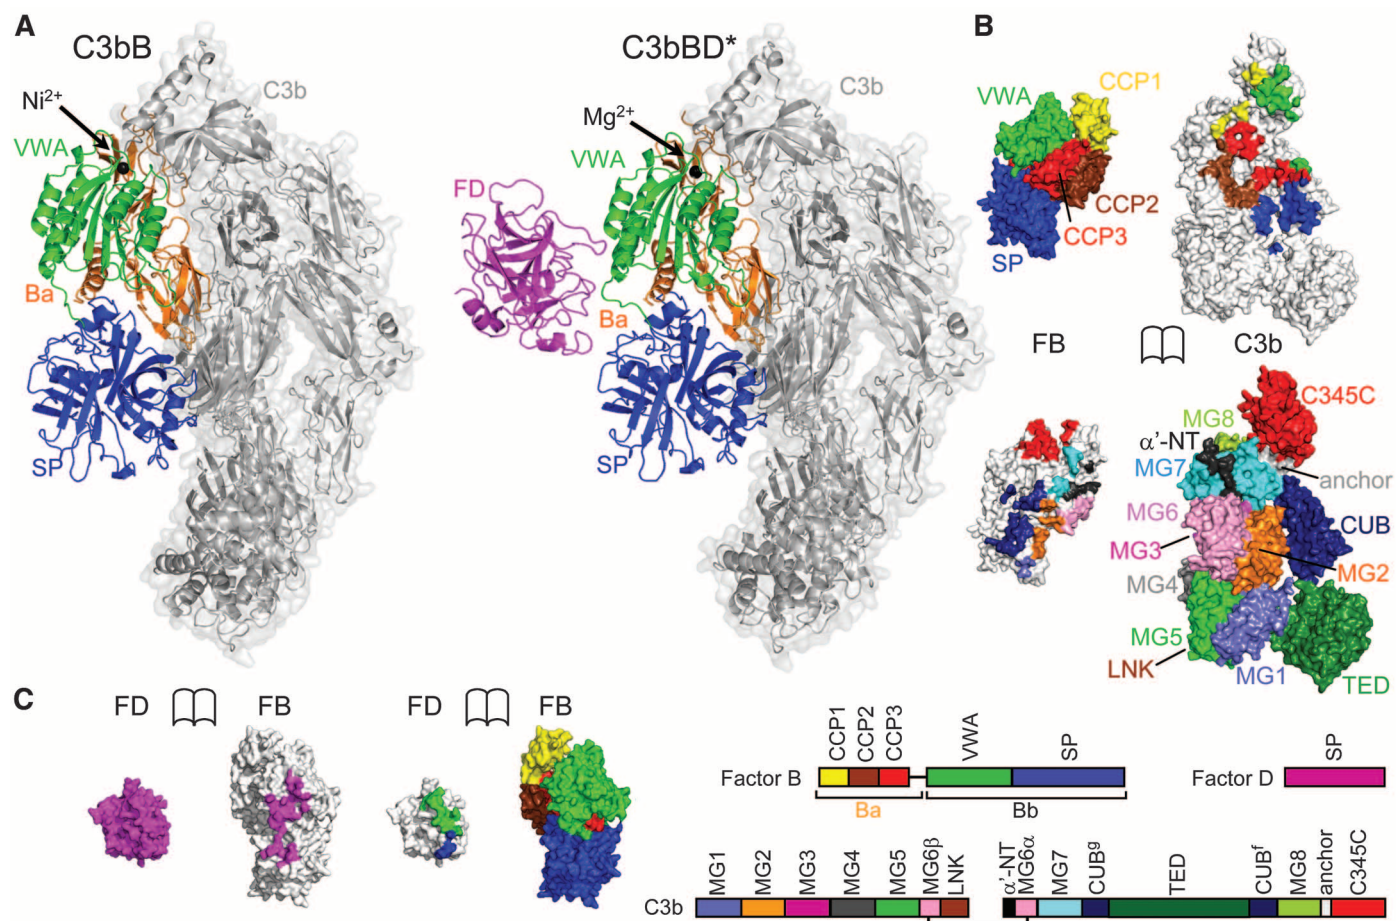 A
C3bB
C3b
Ni2+
VWA
Ba
SP
C3bBD*
C3b
Mg2+
VWA
FD
Ba
SP
B
VWA
CCP1
CCP2
CCP3
SP
FB
C3b
C345C
MG8
α’-NT
MG7
anchor
MG6
CUB
MG3
MG2
MG4
MG5
LNK
MG1
TED
C
FD
FB
FD
FB
CCP1
CCP2
CCP3
VWA
SP
Factor B
Ba
Bb
SP
Factor D
MG1
MG2
MG3
MG4
MG5
MG6β
LNK
α’-NT
MG6α
MG7
CUBg
TED
CUBf
MG8
anchor
C345C
C3b